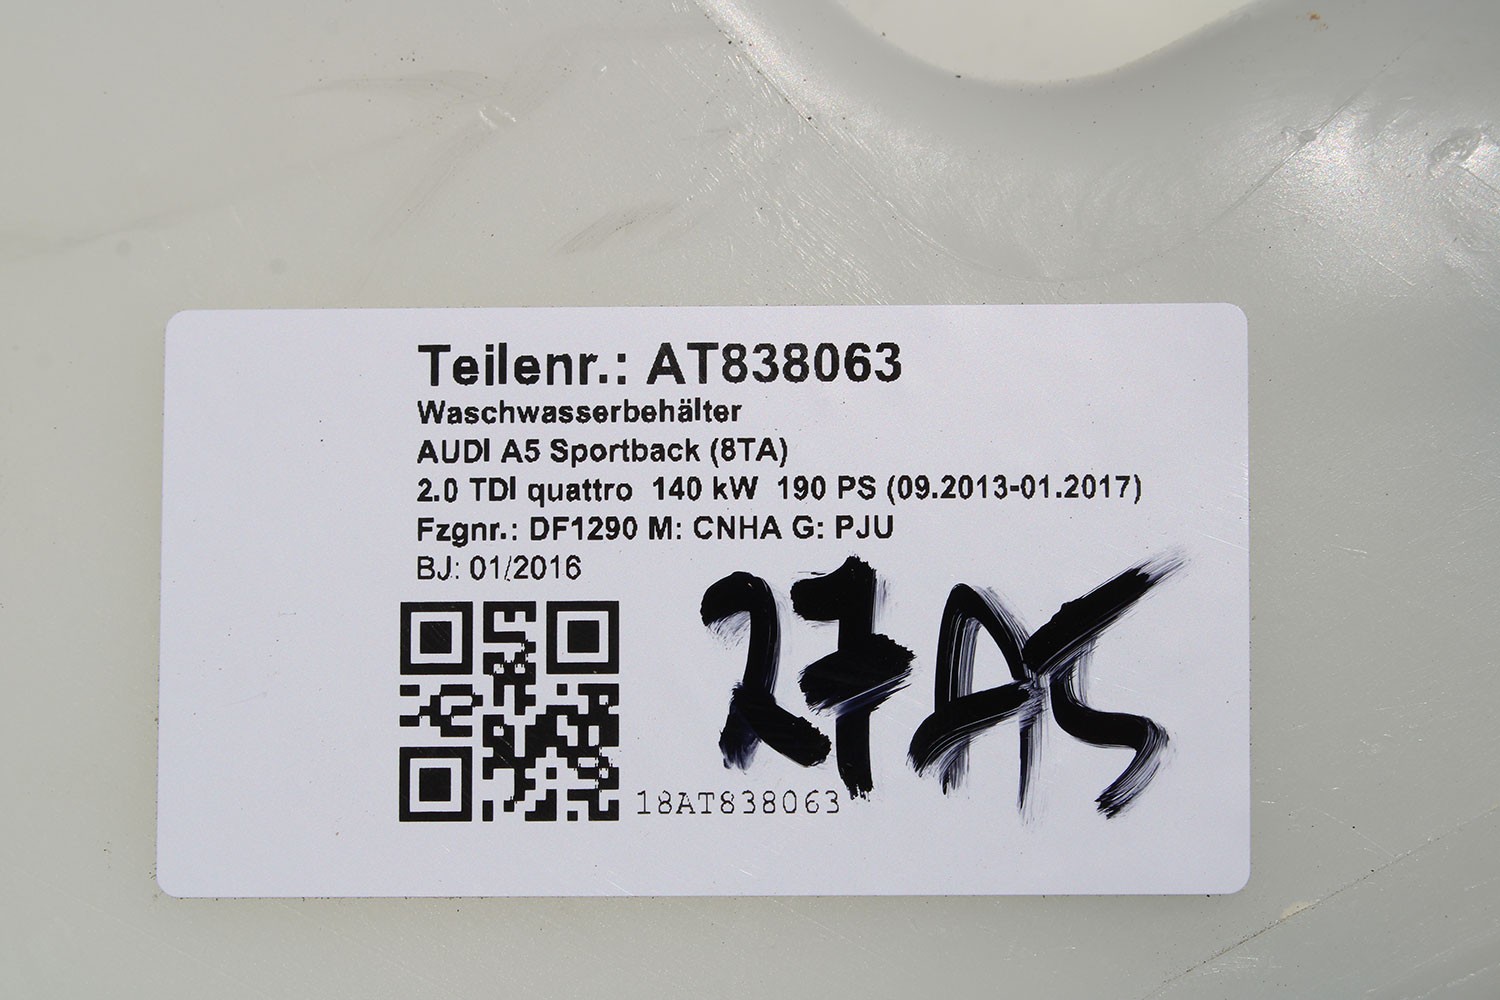 Teilenr.: AT838063
Waschwasserbehälter
AUDI A5 Sportback (8TA)
2.0 TDI quattro  140 kW  190 PS (09.2013-01.2017)
Fzgnr.: DF1290 M: CNHA G: PJU
BJ: 01/2016
27A5
18AT838063